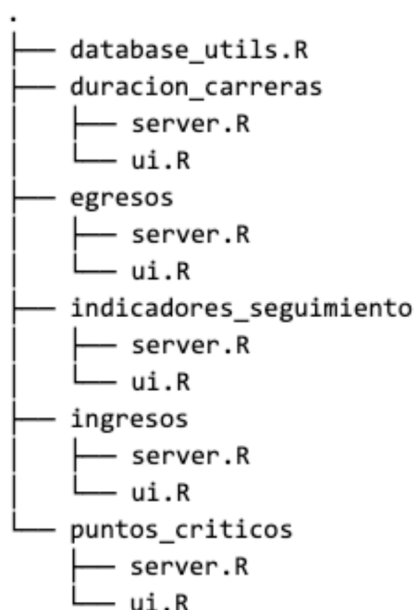 .
├── database_utils.R
├── duracion_carreras
│   ├── server.R
│   └── ui.R
├── egresos
│   ├── server.R
│   └── ui.R
├── indicadores_seguimiento
│   ├── server.R
│   └── ui.R
├── ingresos
│   ├── server.R
│   └── ui.R
└── puntos_criticos
    ├── server.R
    └── ui.R